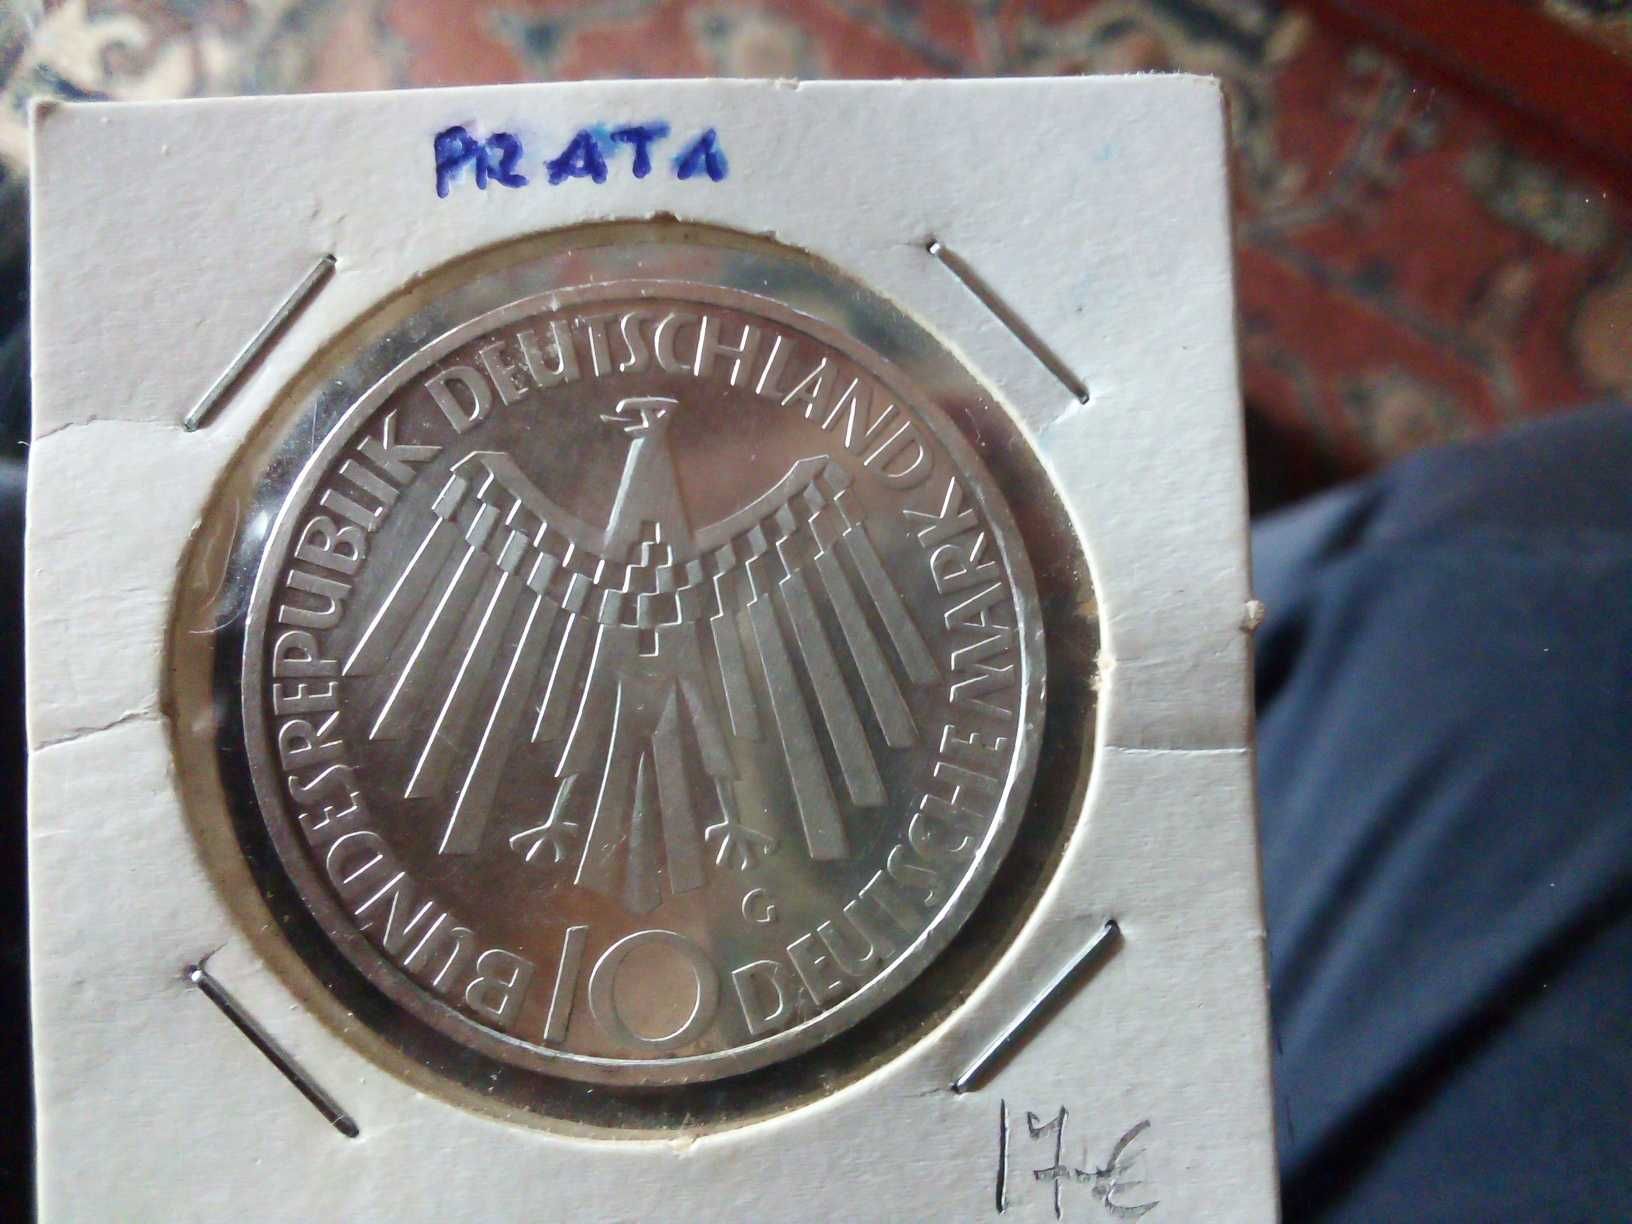 PRATA
BUNDESREPUBLIK DEUTSCHLAND
10 DEUTSCHE MARK
G
17€